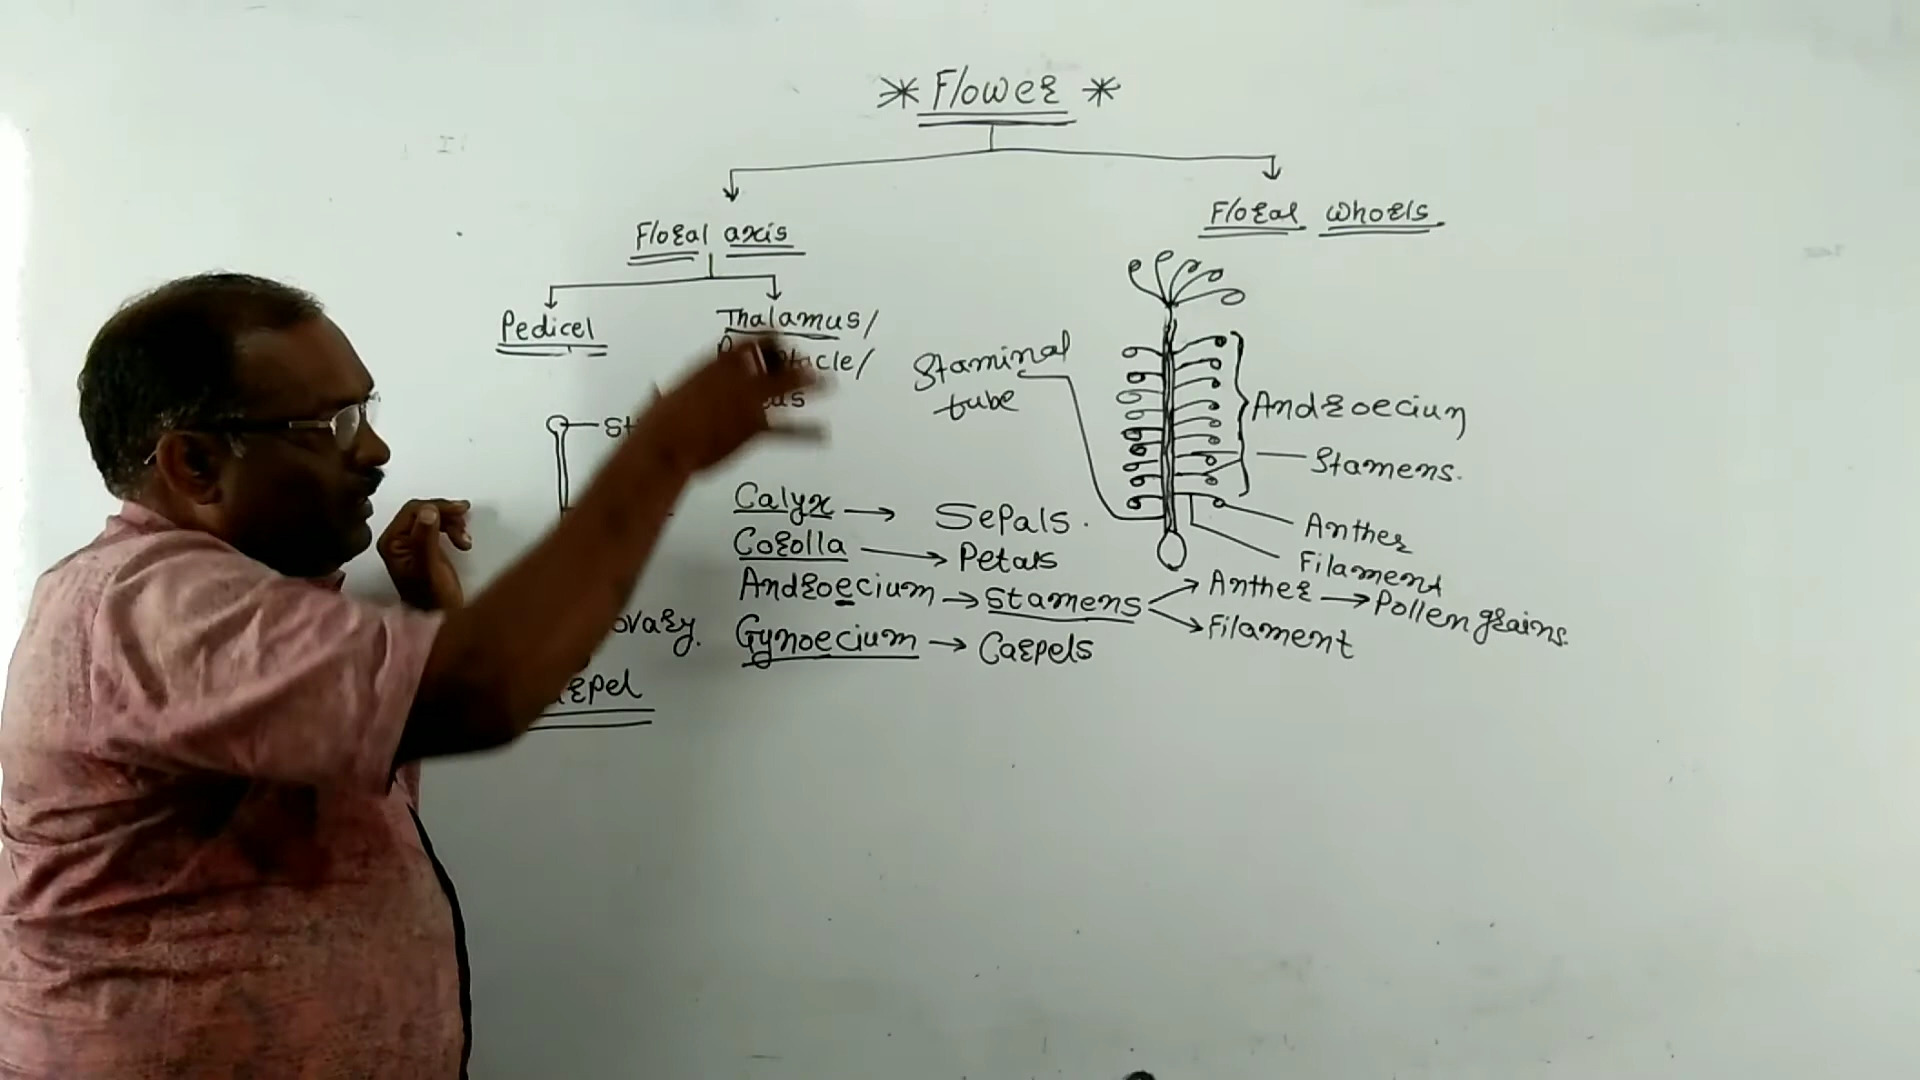 * Flower *
Floral axis
Floral whorls
Pedicel
Thalamus/
Staminal
tube
Androecium
Stamens.
Anther
Filament
Calyx → Sepals.
Corolla → Petals
Androecium → Stamens → Anther → Pollen grains.
→ Filament
Gynoecium → Carpels
ovary.